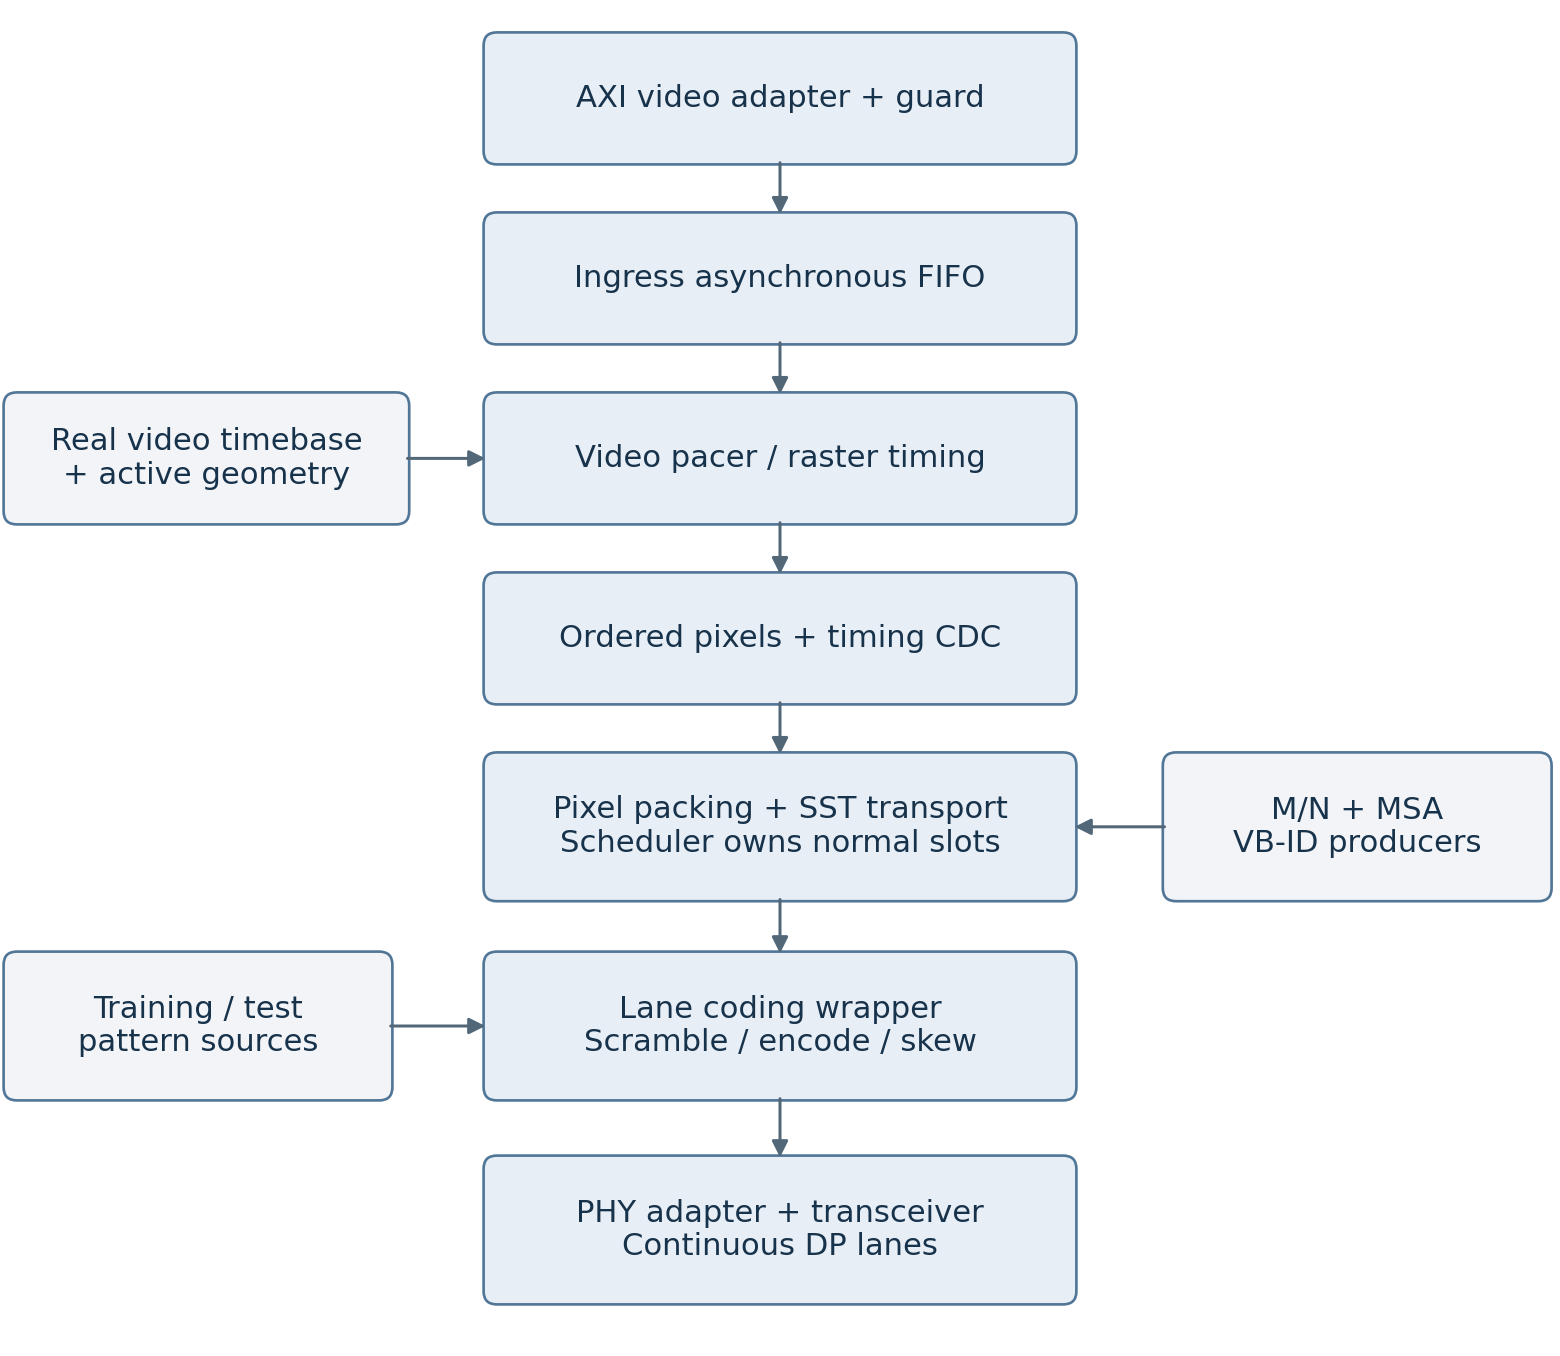 AXI video adapter + guard
Ingress asynchronous FIFO
Real video timebase
+ active geometry
Video pacer / raster timing
Ordered pixels + timing CDC
Pixel packing + SST transport
Scheduler owns normal slots
M/N + MSA
VB-ID producers
Training / test
pattern sources
Lane coding wrapper
Scramble / encode / skew
PHY adapter + transceiver
Continuous DP lanes